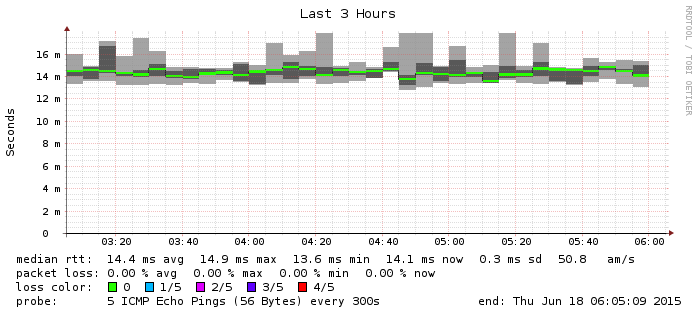 Last 3 Hours
RRDTOOL / TOBI OETIKER
Seconds
16 m
14 m
12 m
10 m
8 m
6 m
4 m
2 m
0
03:20 03:40 04:00 04:20 04:40 05:00 05:20 05:40 06:00
median rtt: 14.4 ms avg 14.9 ms max 13.6 ms min 14.1 ms now 0.3 ms sd 50.8 am/s
packet loss: 0.00 % avg 0.00 % max 0.00 % min 0.00 % now
loss color: 0 1/5 2/5 3/5 4/5
probe: 5 ICMP Echo Pings (56 Bytes) every 300s end: Thu Jun 18 06:05:09 2015